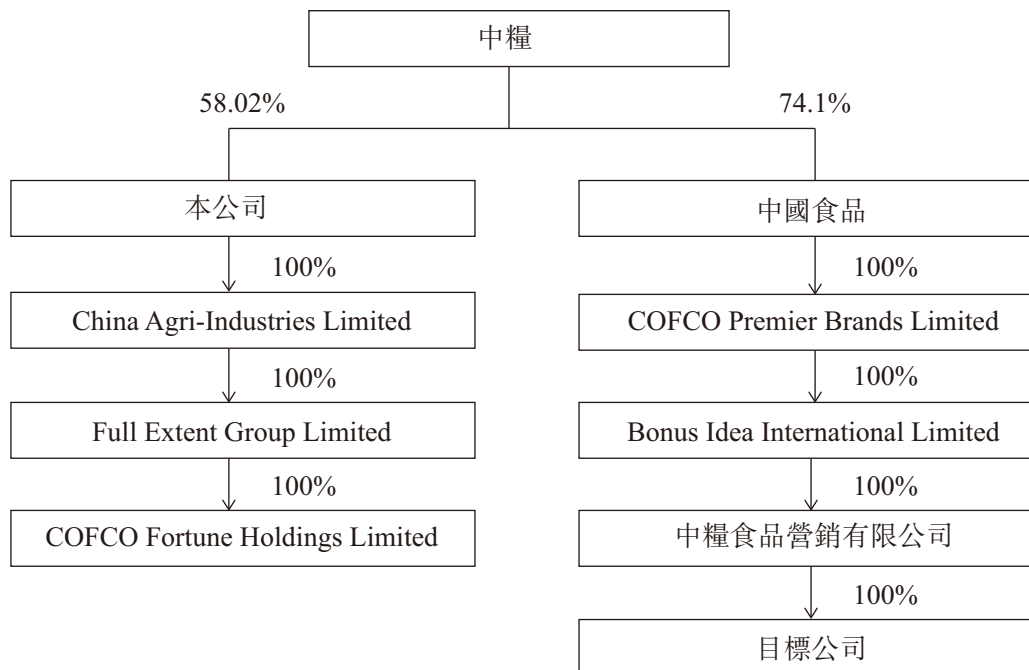 中糧
58.02%
74.1%
本公司
中國食品
100%
100%
China Agri-Industries Limited
COFCO Premier Brands Limited
100%
100%
Full Extent Group Limited
Bonus Idea International Limited
100%
100%
COFCO Fortune Holdings Limited
中糧食品營銷有限公司
100%
目標公司